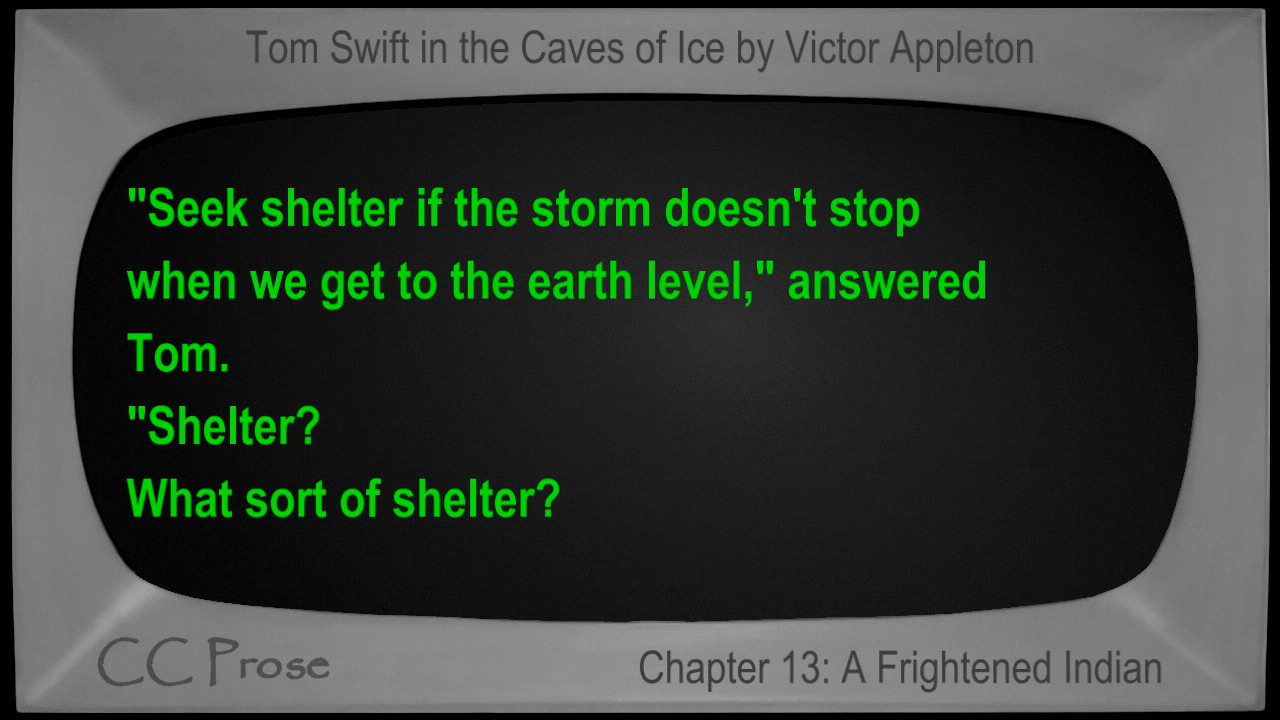 Tom Swift in the Caves of Ice by Victor Appleton
"Seek shelter if the storm doesn't stop
when we get to the earth level," answered
Tom.
"Shelter?
What sort of shelter?
CC Prose
Chapter 13: A Frightened Indian